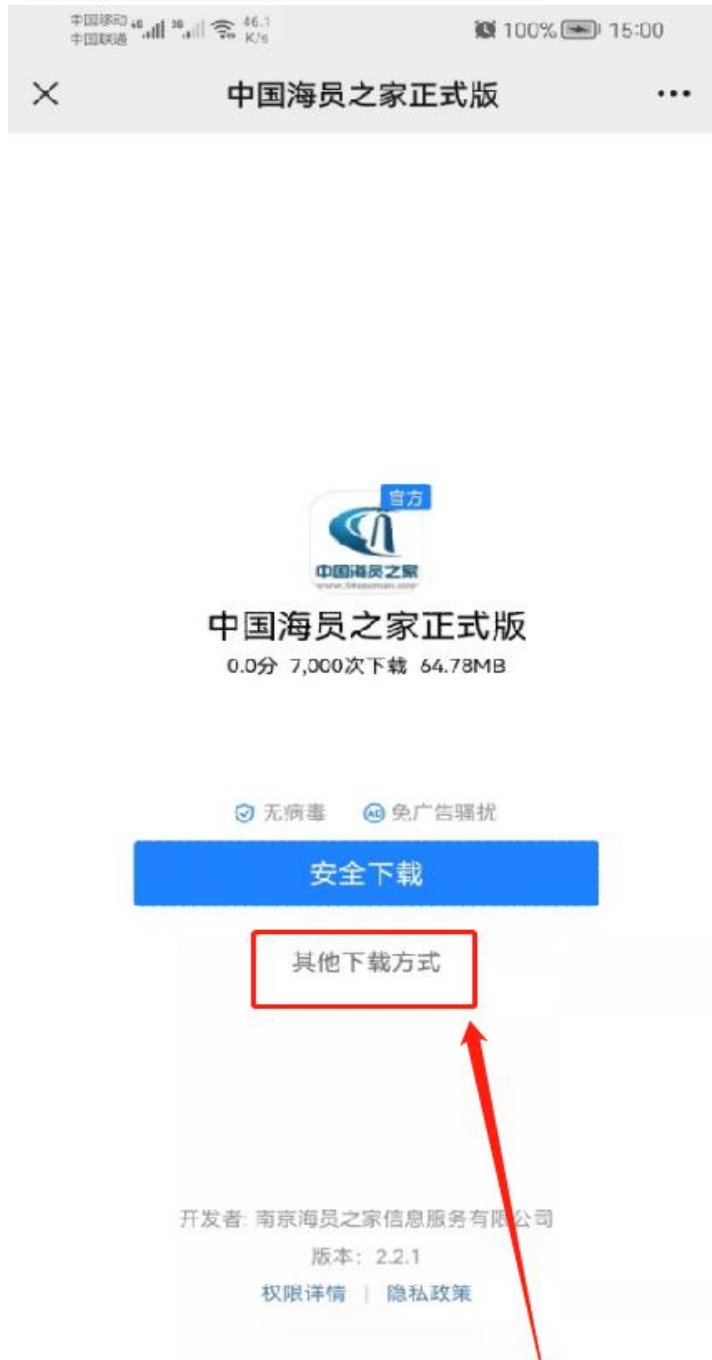 中国移动 46 36 46.1 100% 15:00
中国联通 K/s
中国海员之家正式版
官方
中国海员之家
中国海员之家正式版
0.0分 7,000次下载 64.78MB
无病毒 AD 免广告骚扰
安全下载
其他下载方式
开发者: 南京海员之家信息服务有限公司
版本: 2.2.1
权限详情 | 隐私政策